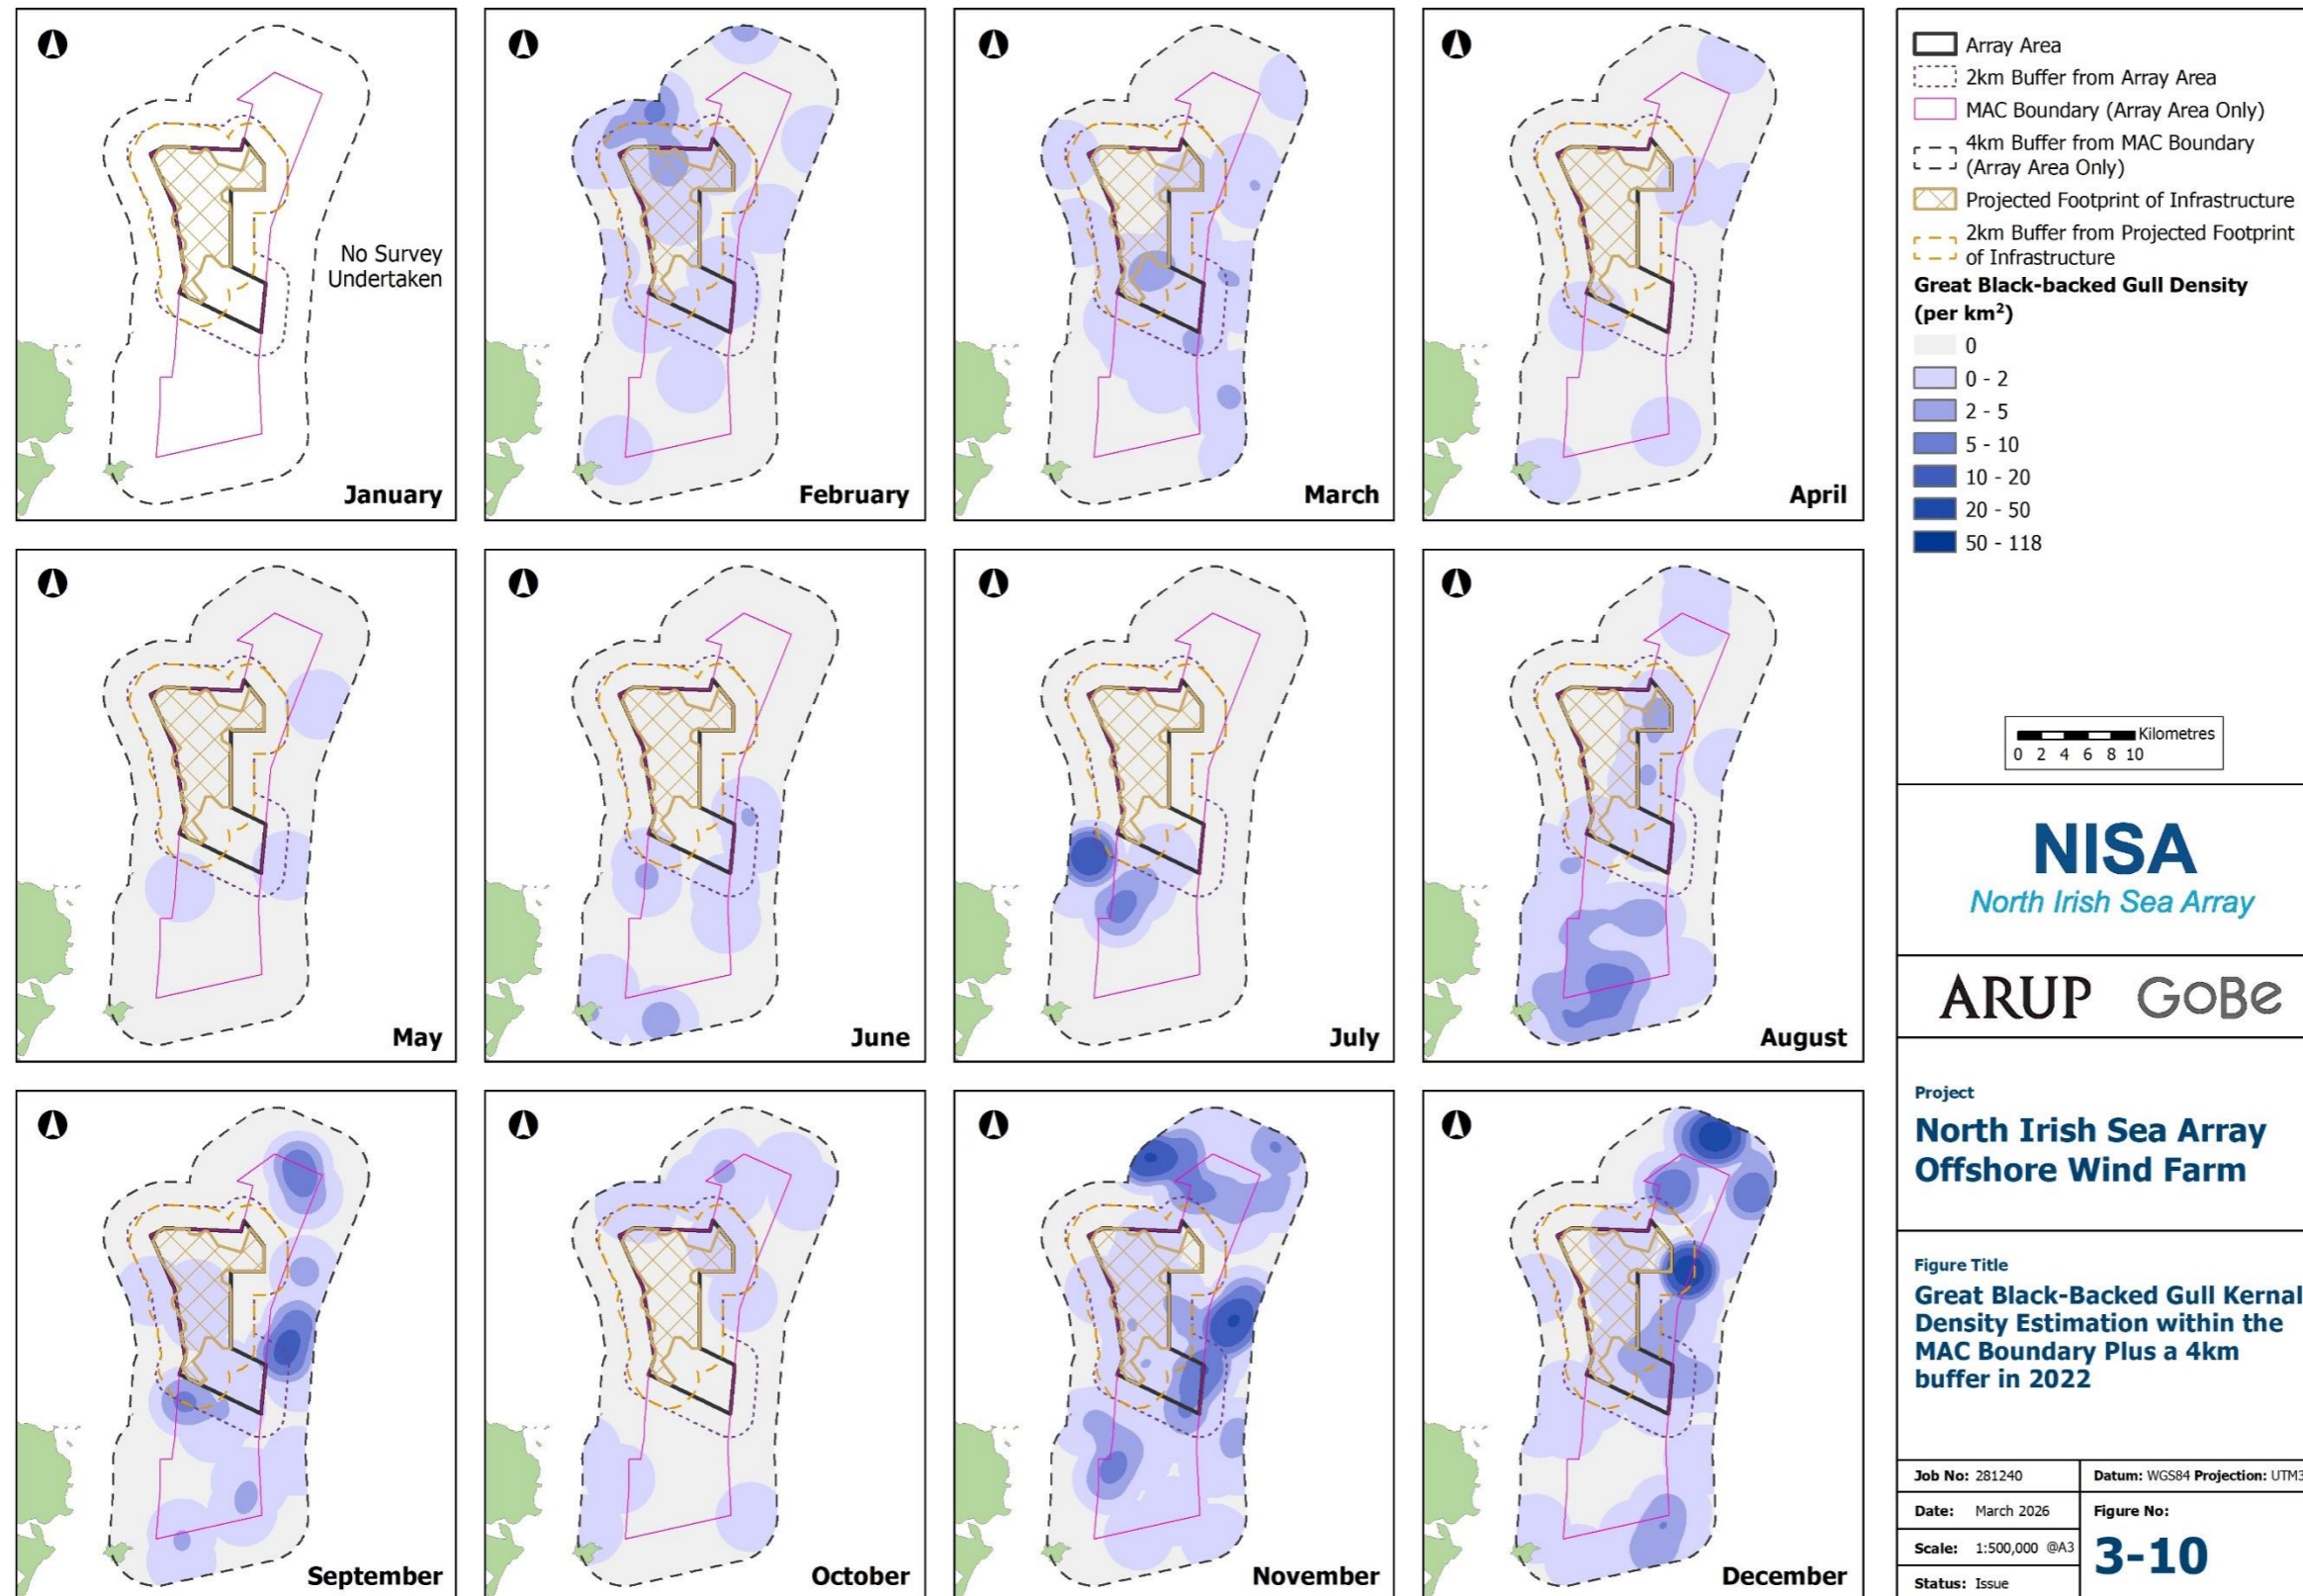 No Survey
Undertaken
January
February
March
April
May
June
July
August
September
October
November
December
Array Area
2km Buffer from Array Area
MAC Boundary (Array Area Only)
4km Buffer from MAC Boundary
(Array Area Only)
Projected Footprint of Infrastructure
2km Buffer from Projected Footprint
of Infrastructure
Great Black-backed Gull Density
(per km²)
0
0 - 2
2 - 5
5 - 10
10 - 20
20 - 50
50 - 118
Kilometres
0 2 4 6 8 10
NISA
North Irish Sea Array
ARUP GoBe
Project
North Irish Sea Array
Offshore Wind Farm
Figure Title
Great Black-Backed Gull Kernal
Density Estimation within the
MAC Boundary Plus a 4km
buffer in 2022
Job No: 281240
Datum: WGS84 Projection:
Date: March 2026
Figure No:
Scale: 1:500,000 @A3
3-10
Status: Issue